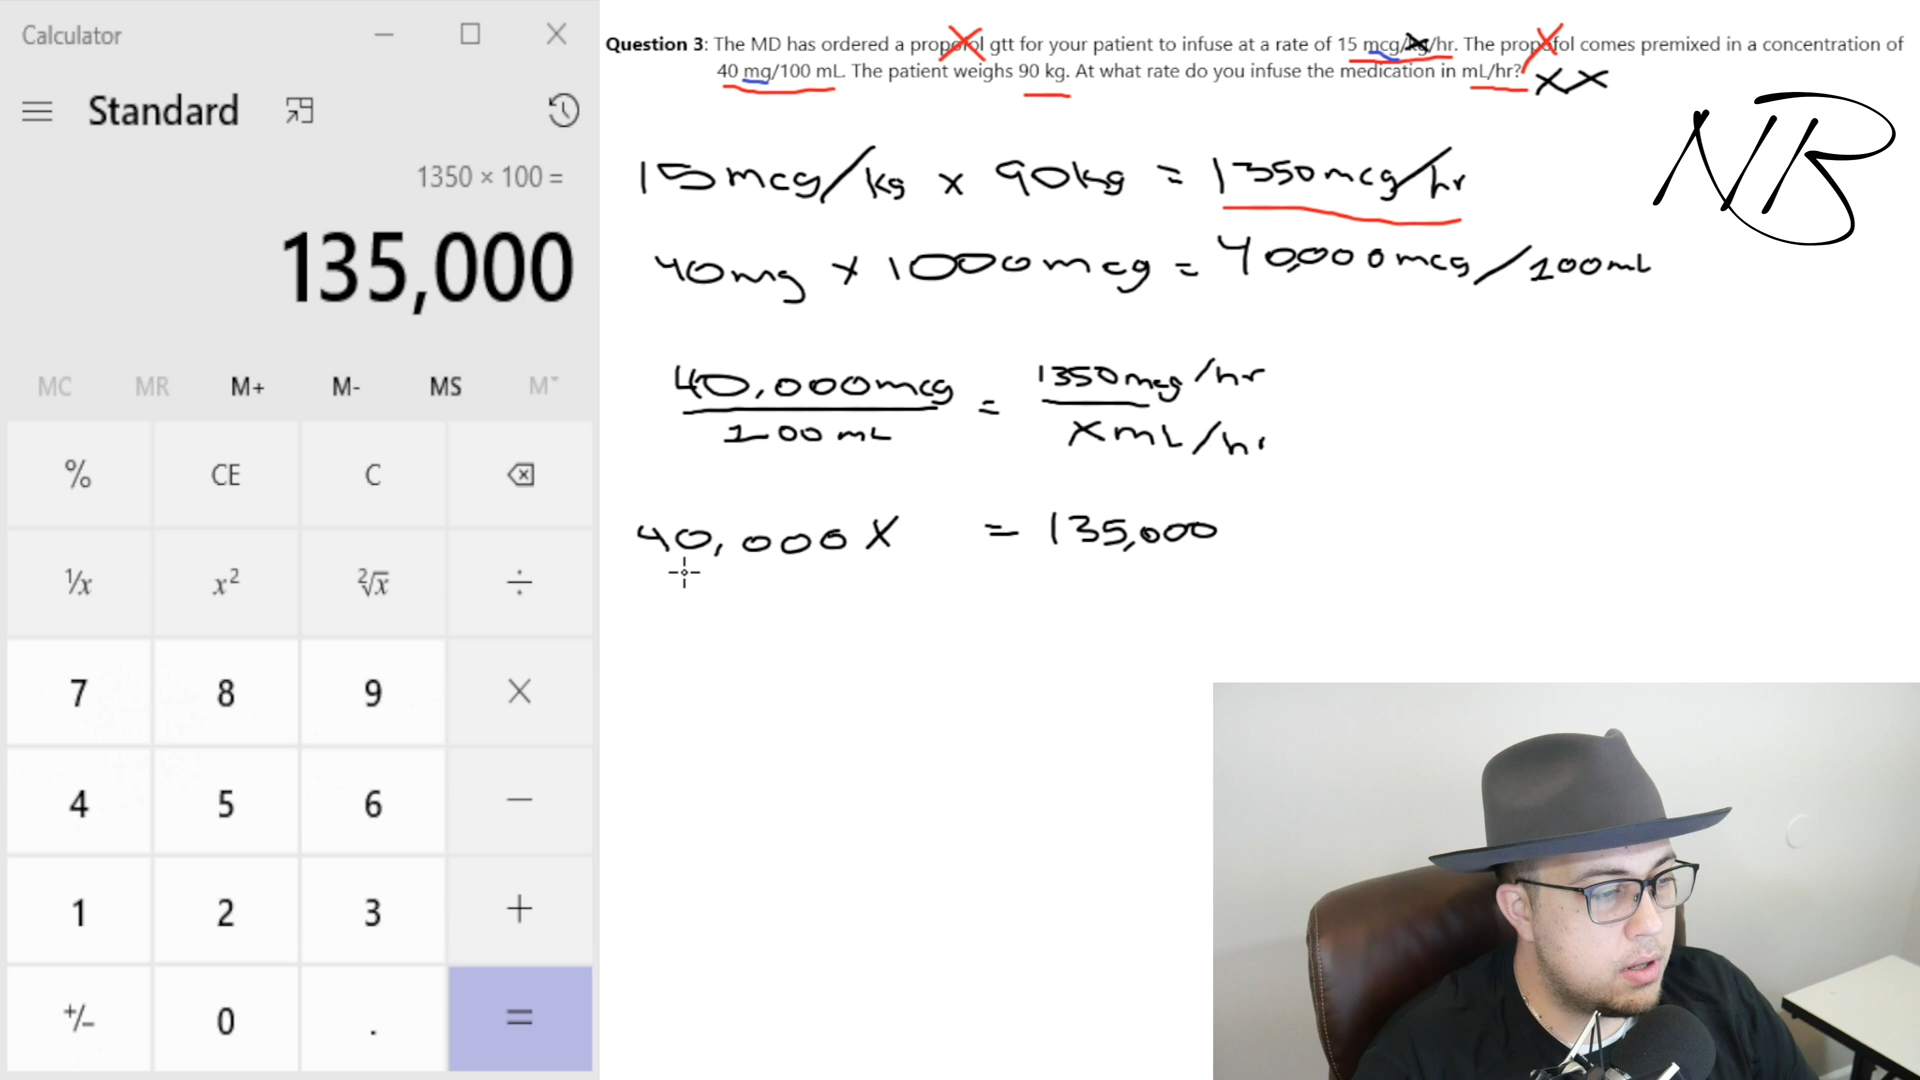 Calculator
Standard
1350 × 100 =
135,000
MC MR M+ M- MS M˅
% CE C
¹/x x² ²√x ÷
7 8 9 ×
4 5 6 −
1 2 3 +
+/- 0 . =
Question 3: The MD has ordered a propofol gtt for your patient to infuse at a rate of 15 mcg/kg/hr. The propofol comes premixed in a concentration of
40 mg/100 mL. The patient weighs 90 kg. At what rate do you infuse the medication in mL/hr?
XX
NR
15mcg/kg x 90kg = 1350mcg/hr
40mg x 1000mcg = 40,000mcg/100mL
40,000mcg = 1350mcg/hr
100mL XmL/hr
40,000X = 135,000